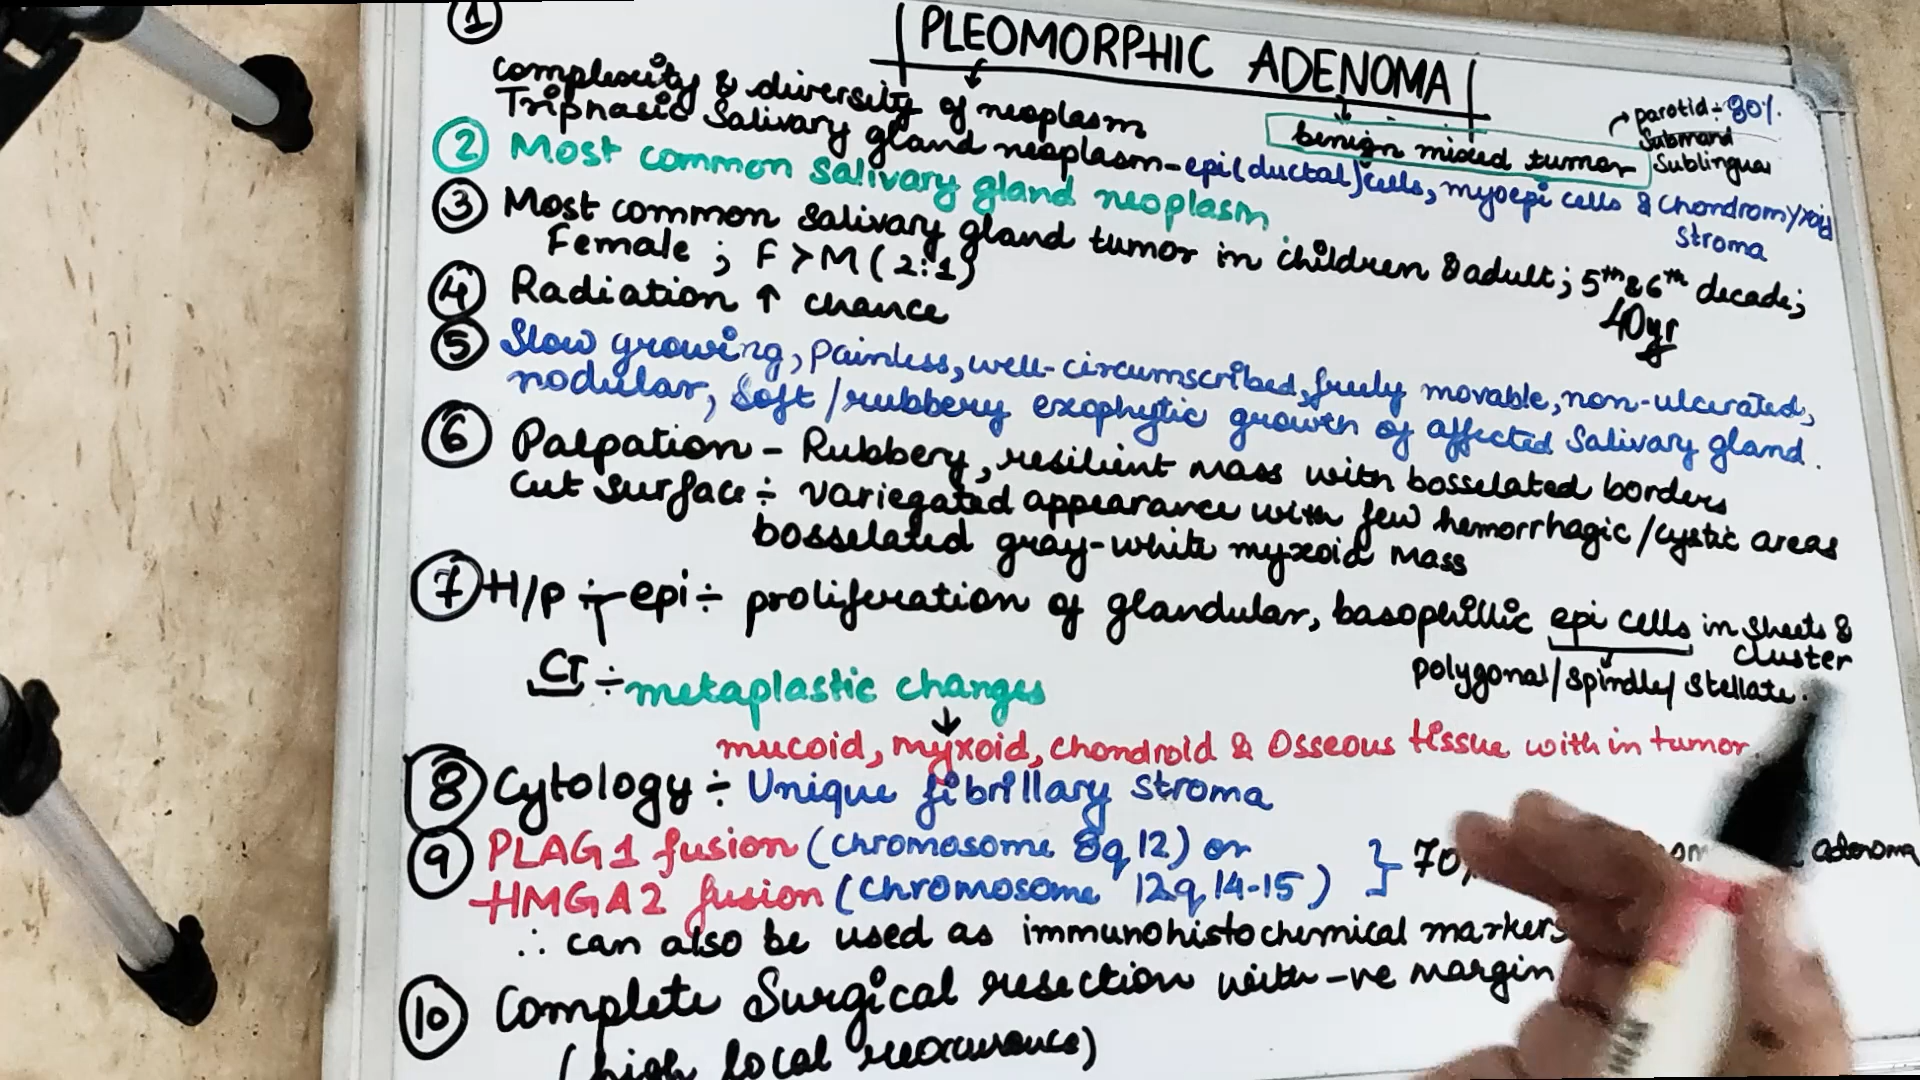 ① PLEOMORPHIC ADENOMA
complexity & diversity of neoplasm
benign mixed tumor
parotid ÷ 80%.
Submand
Sublingual
Triphasic Salivary gland neoplasm - epi(ductal) cells, myoepi cells & Chondromyxoid
Stroma
② Most common salivary gland neoplasm.
③ Most common salivary gland tumor in children & adult; 5th & 6th decade;
Female ; F > M (2:1)
40yr
④ Radiation ↑ chance
⑤ Slow growing, Painless, well-circumscribed, freely movable, non-ulcerated,
nodular, Soft / rubbery exophytic growth of affected Salivary gland.
⑥ Palpation - Rubbery, resilient mass with bosselated borders
Cut Surface ÷ variegated appearance with few hemorrhagic / cystic areas
bosselated gray-white myxoid mass
⑦ H/P ÷ epi ÷ proliferation of glandular, basophillic epi cells in sheets &
cluster
polygonal / Spindle / Stellate.
CT ÷ metaplastic changes
↓
mucoid, myxoid, chondroid & Osseous tissue with in tumor.
⑧ Cytology ÷ Unique fibrillary stroma
⑨ PLAG1 fusion (chromosome 8q12) or
HMGA2 fusion (chromosome 12q14-15) } 70% adenoma
∴ can also be used as immunohistochemical markers
⑩ Complete Surgical resection with -ve margin
(high local reoccurance)